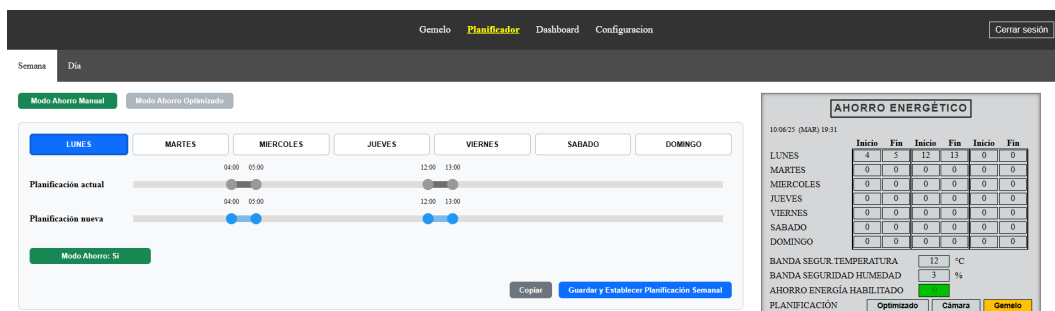 Gemelo Planificador Dashboard Configuracion Cerrar sesión
Semana Dia
Modo Ahorro Manual Modo Ahorro Optimizado
LUNES MARTES MIERCOLES JUEVES VIERNES SABADO DOMINGO
04:00 05:00 12:00 13:00
Planificación actual
04:00 05:00 12:00 13:00
Planificación nueva
Modo Ahorro: Si
Copiar Guardar y Establecer Planificación Semanal
AHORRO ENERGÉTICO
10/06/25 (MAR) 19:31
Inicio Fin Inicio Fin Inicio Fin
LUNES 4 5 12 13 0 0
MARTES 0 0 0 0 0 0
MIERCOLES 0 0 0 0 0 0
JUEVES 0 0 0 0 0 0
VIERNES 0 0 0 0 0 0
SABADO 0 0 0 0 0 0
DOMINGO 0 0 0 0 0 0
BANDA SEGUR.TEMPERATURA 12 °C
BANDA SEGURIDAD HUMEDAD 3 %
AHORRO ENERGÍA HABILITADO
PLANIFICACIÓN Optimizado Cámara Gemelo